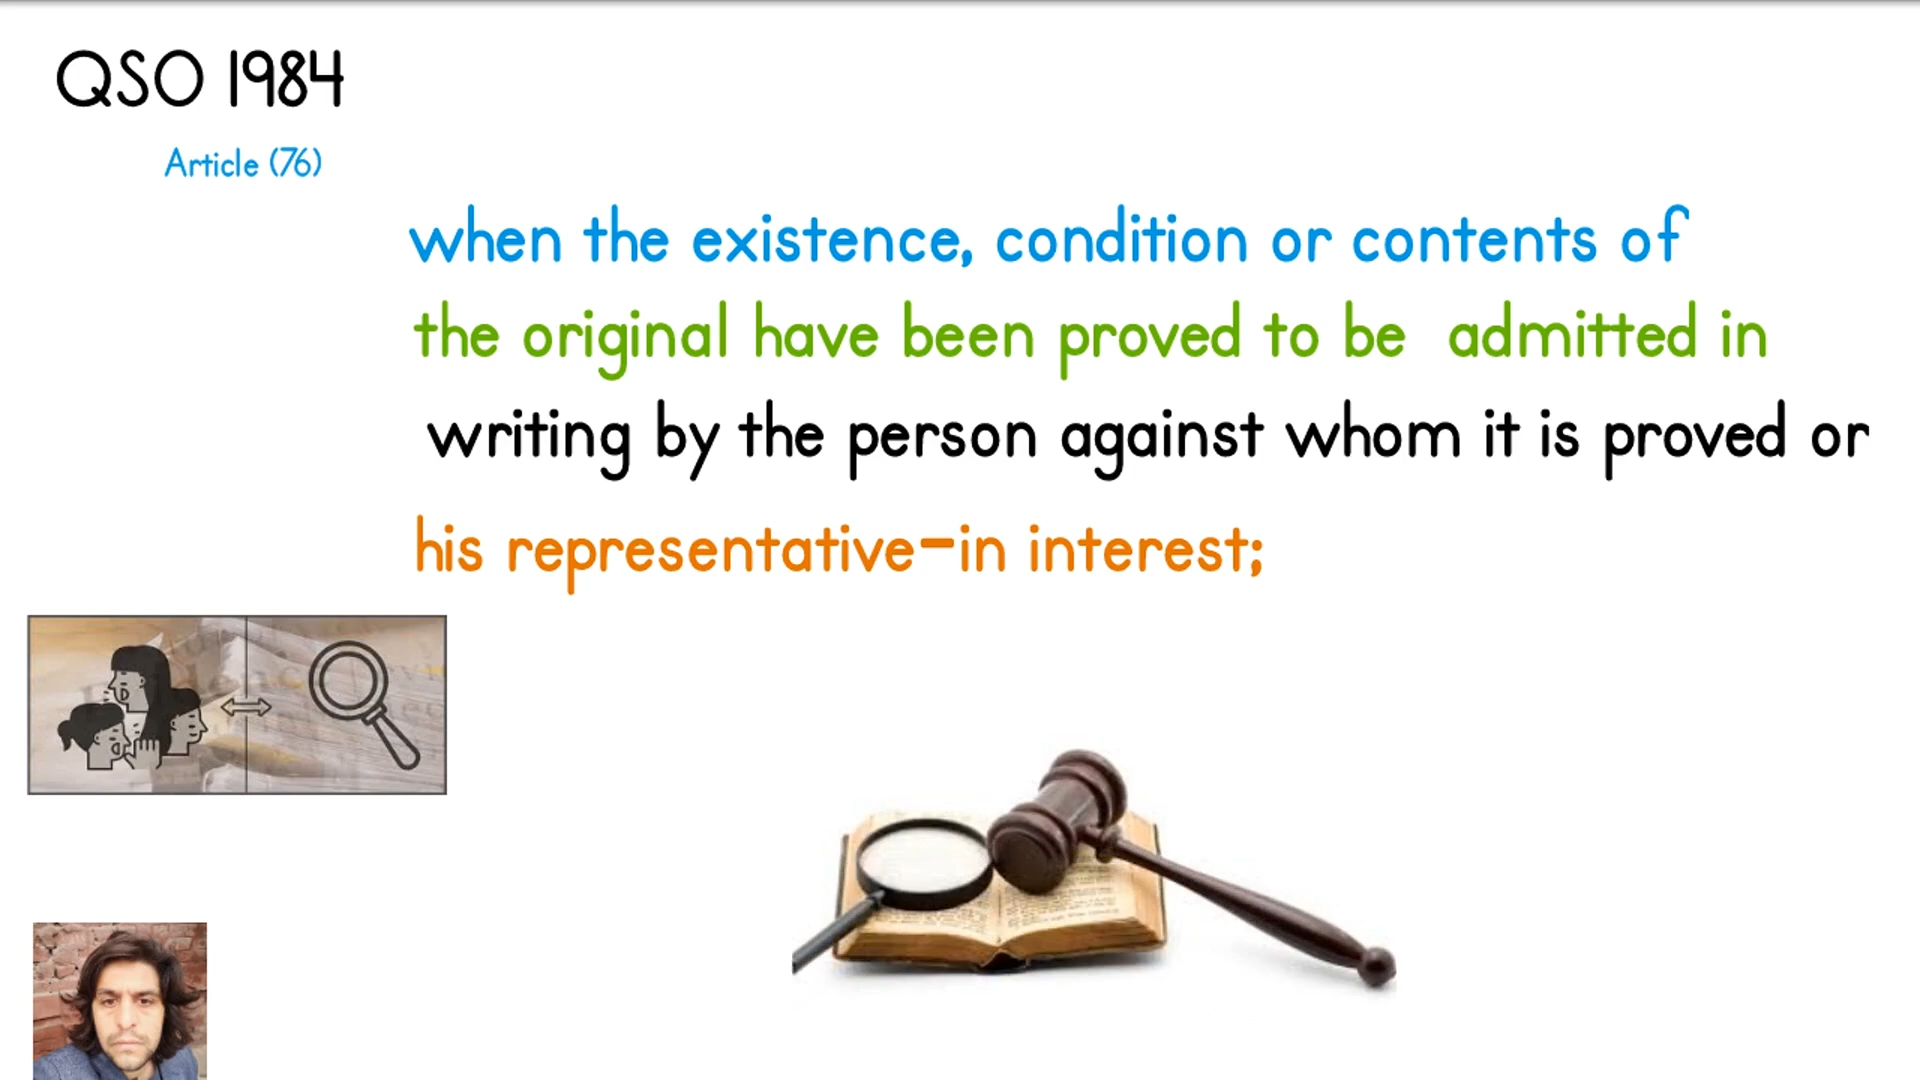 QSO 1984
Article (76)
when the existence, condition or contents of
the original have been proved to be admitted in
writing by the person against whom it is proved or
his representative-in interest;